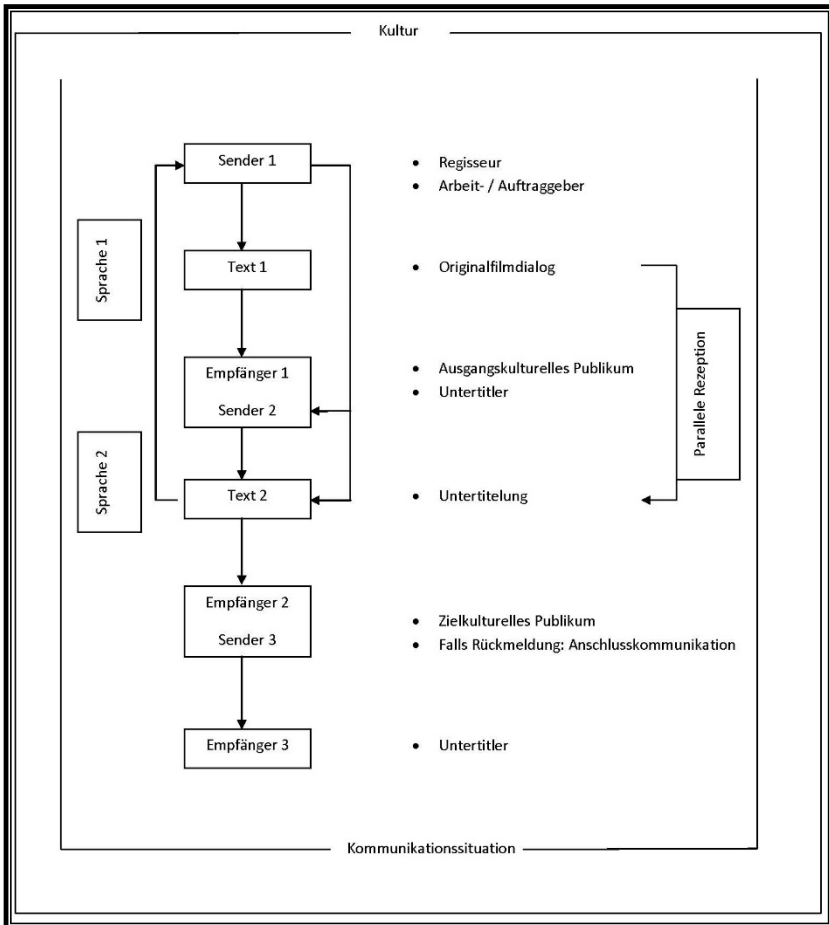 Kultur
Sender 1
• Regisseur
• Arbeit- / Auftraggeber
Sprache 1
Text 1
• Originalfilmdialog
Empfänger 1
Sender 2
• Ausgangskulturelles Publikum
• Untertitler
Parallele Rezeption
Sprache 2
Text 2
• Untertitelung
Empfänger 2
Sender 3
• Zielkulturelles Publikum
• Falls Rückmeldung: Anschlusskommunikation
Empfänger 3
• Untertitler
Kommunikationssituation